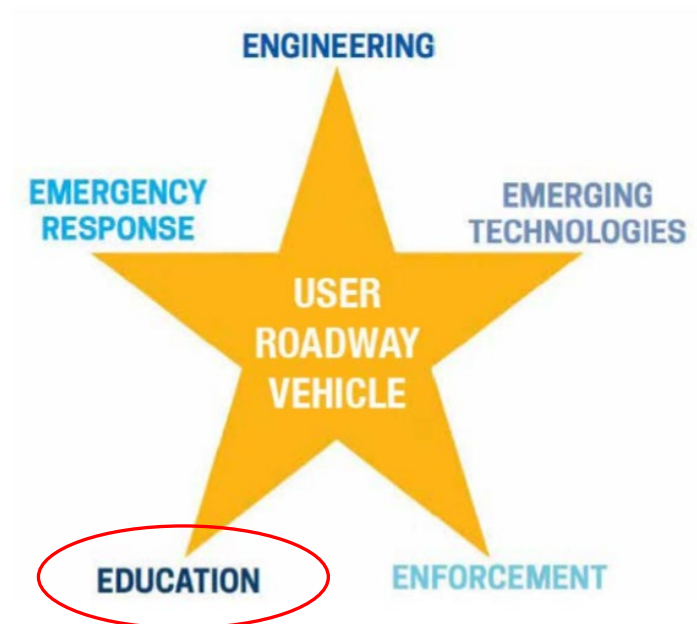 ENGINEERING
EMERGENCY
RESPONSE
EMERGING
TECHNOLOGIES
USER
ROADWAY
VEHICLE
EDUCATION
ENFORCEMENT